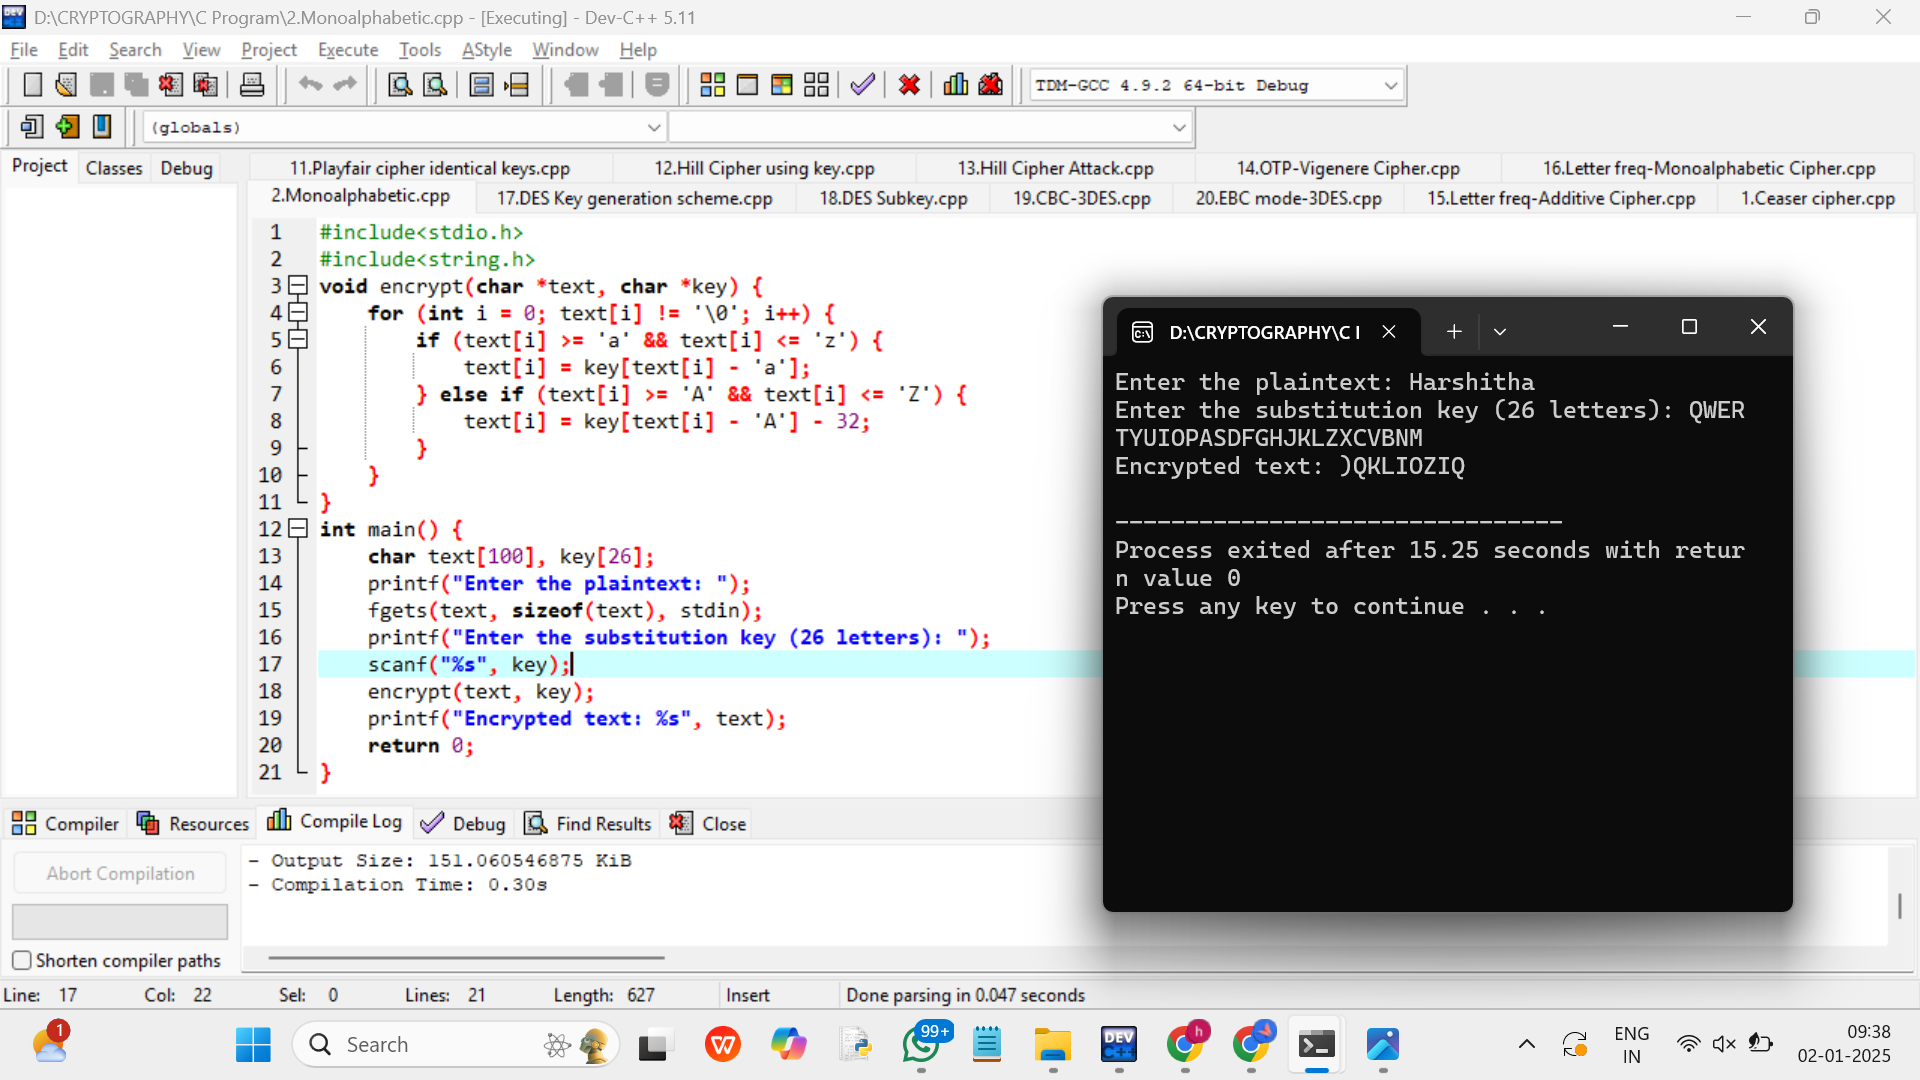 D:\CRYPTOGRAPHY\C Program\2.Monoalphabetic.cpp - [Executing] - Dev-C++ 5.11
File Edit Search View Project Execute Tools AStyle Window Help
TDM-GCC 4.9.2 64-bit Debug
(globals)
Project Classes Debug
11.Playfair cipher identical keys.cpp 12.Hill Cipher using key.cpp 13.Hill Cipher Attack.cpp 14.OTP-Vigenere Cipher.cpp 16.Letter freq-Monoalphabetic Cipher.cpp
2.Monoalphabetic.cpp 17.DES Key generation scheme.cpp 18.DES Subkey.cpp 19.CBC-3DES.cpp 20.EBC mode-3DES.cpp 15.Letter freq-Additive Cipher.cpp 1.Ceaser cipher.cpp
1 #include<stdio.h>
2 #include<string.h>
3 void encrypt(char *text, char *key) {
4     for (int i = 0; text[i] != '\0'; i++) {
5         if (text[i] >= 'a' && text[i] <= 'z') {
6             text[i] = key[text[i] - 'a'];
7         } else if (text[i] >= 'A' && text[i] <= 'Z') {
8             text[i] = key[text[i] - 'A'] - 32;
9         }
10     }
11 }
12 int main() {
13     char text[100], key[26];
14     printf("Enter the plaintext: ");
15     fgets(text, sizeof(text), stdin);
16     printf("Enter the substitution key (26 letters): ");
17     scanf("%s", key);
18     encrypt(text, key);
19     printf("Encrypted text: %s", text);
20     return 0;
21 }
D:\CRYPTOGRAPHY\C I
Enter the plaintext: Harshitha
Enter the substitution key (26 letters): QWER
TYUIOPASDFGHJKLZXCVBNM
Encrypted text: )QKLIOZIQ
--------------------------------
Process exited after 15.25 seconds with retur
n value 0
Press any key to continue . . .
Compiler Resources Compile Log Debug Find Results Close
Abort Compilation
Shorten compiler paths
- Output Size: 151.060546875 KiB
- Compilation Time: 0.30s
Line: 17 Col: 22 Sel: 0 Lines: 21 Length: 627 Insert Done parsing in 0.047 seconds
1
Search
W
99+
DEV
C++
h
ENG
IN
09:38
02-01-2025